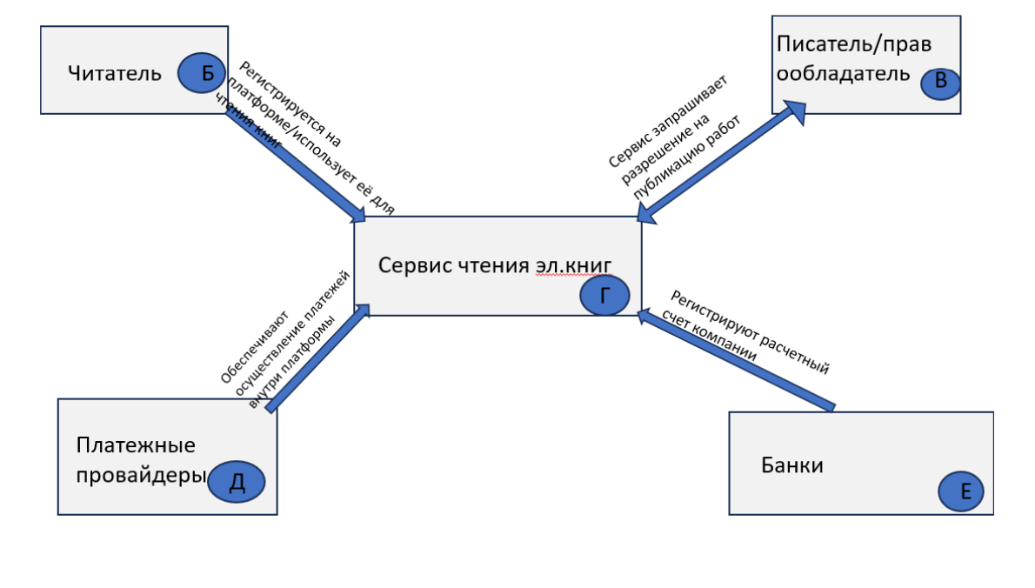 Читатель
Б
Регистрируется на
платформе/использует её для
чтения книг
Писатель/прав
ообладатель
В
Сервис запрашивает
разрешение на
публикацию работ
Сервис чтения эл.книг
Г
Обеспечивают
осуществление платежей
внутри платформы
Регистрируют расчетный
счет компании
Платежные
провайдеры
Д
Банки
Е